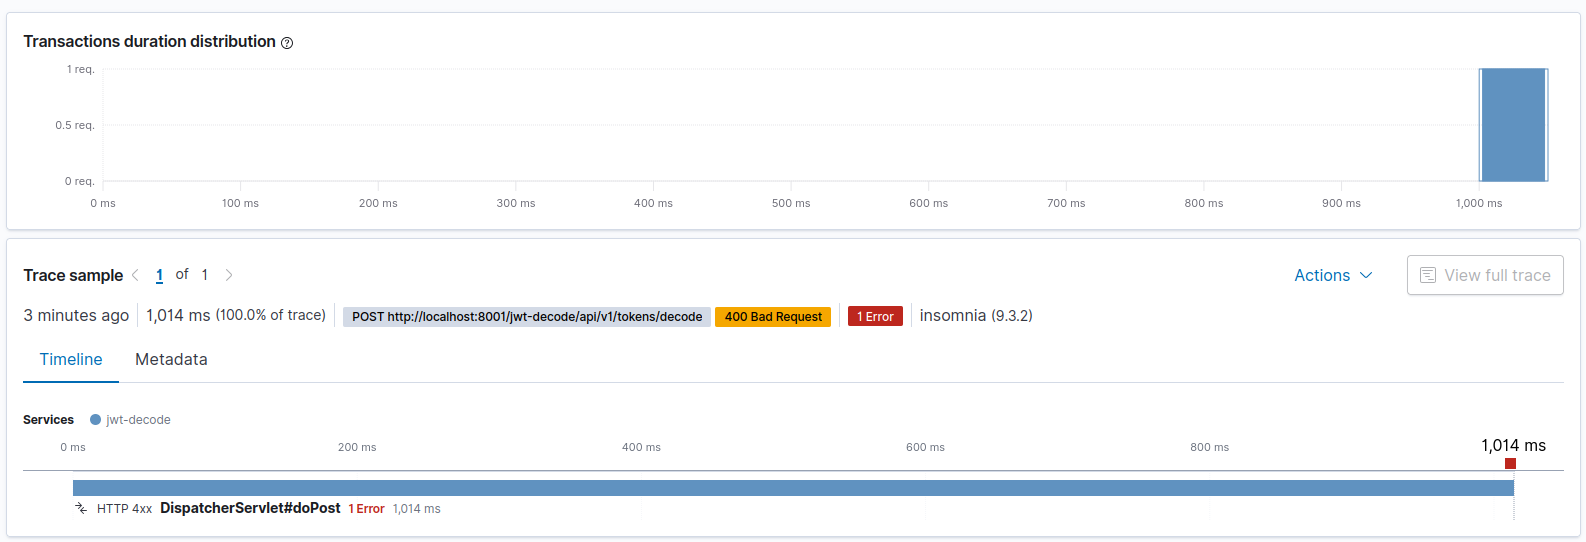 Transactions duration distribution
1 req.
0.5 req.
0 req.
0 ms 100 ms 200 ms 300 ms 400 ms 500 ms 600 ms 700 ms 800 ms 900 ms 1,000 ms
Trace sample 1 of 1 Actions View full trace
3 minutes ago 1,014 ms (100.0% of trace) POST http://localhost:8001/jwt-decode/api/v1/tokens/decode 400 Bad Request 1 Error insomnia (9.3.2)
Timeline Metadata
Services jwt-decode
0 ms 200 ms 400 ms 600 ms 800 ms 1,014 ms
HTTP 4xx DispatcherServlet#doPost 1 Error 1,014 ms